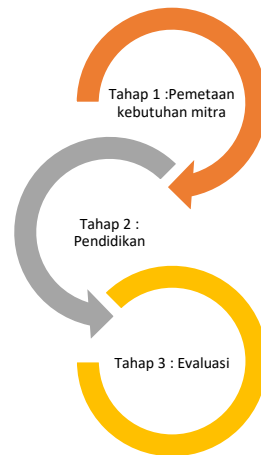 Tahap 1 :Pemetaan
kebutuhan mitra
Tahap 2 :
Pendidikan
Tahap 3 : Evaluasi